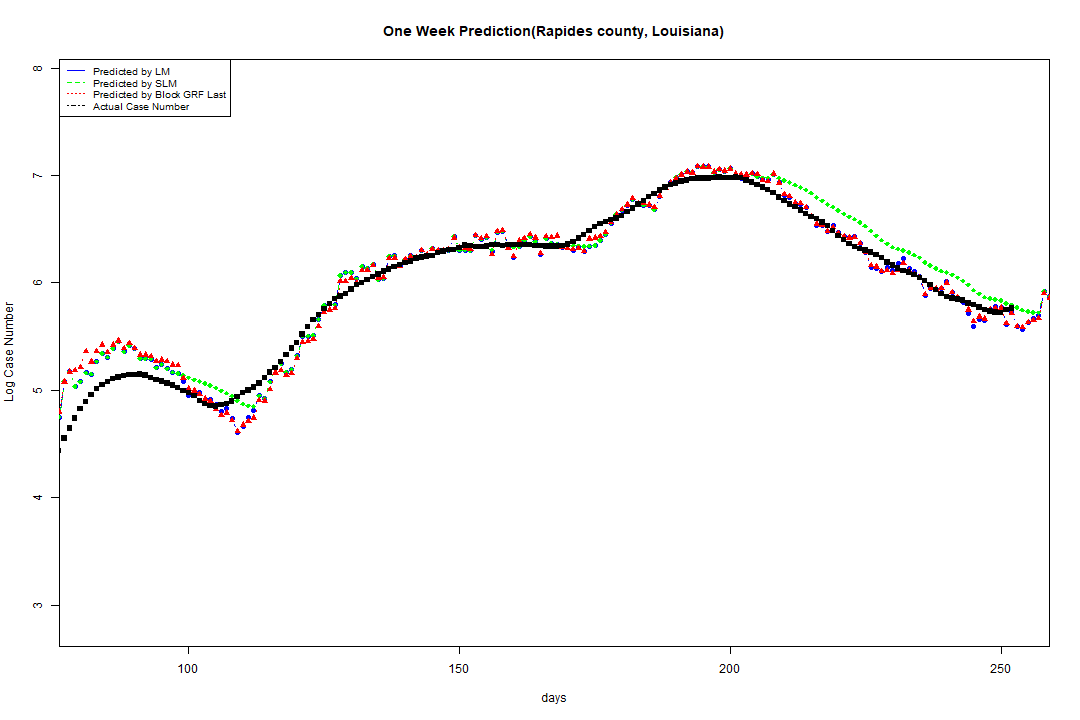 One Week Prediction(Rapides county, Louisiana)
Predicted by LM
Predicted by SLM
Predicted by Block GRF Last
Actual Case Number
8
7
6
5
4
3
Log Case Number
100 150 200 250
days